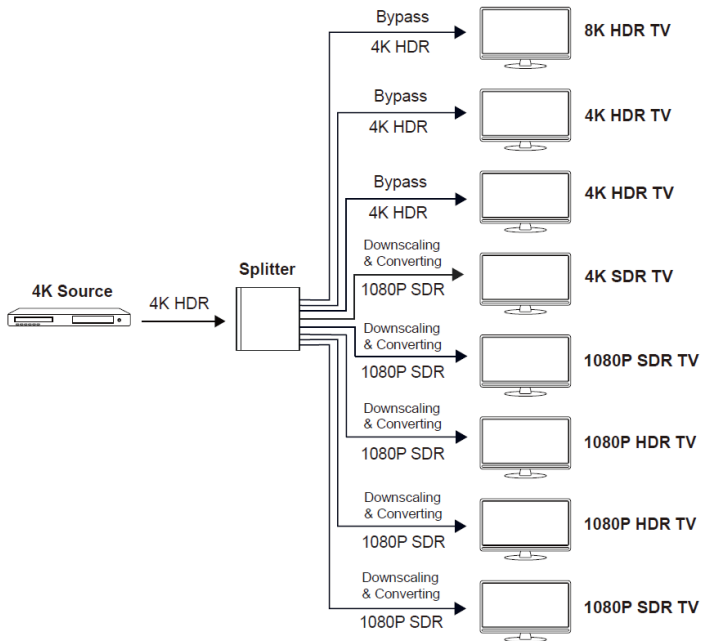 Bypass
4K HDR
8K HDR TV
Bypass
4K HDR
4K HDR TV
Bypass
4K HDR
4K HDR TV
Downscaling
& Converting
1080P SDR
4K SDR TV
4K Source
4K HDR
Splitter
Downscaling
& Converting
1080P SDR
1080P SDR TV
Downscaling
& Converting
1080P SDR
1080P HDR TV
Downscaling
& Converting
1080P SDR
1080P HDR TV
Downscaling
& Converting
1080P SDR
1080P SDR TV